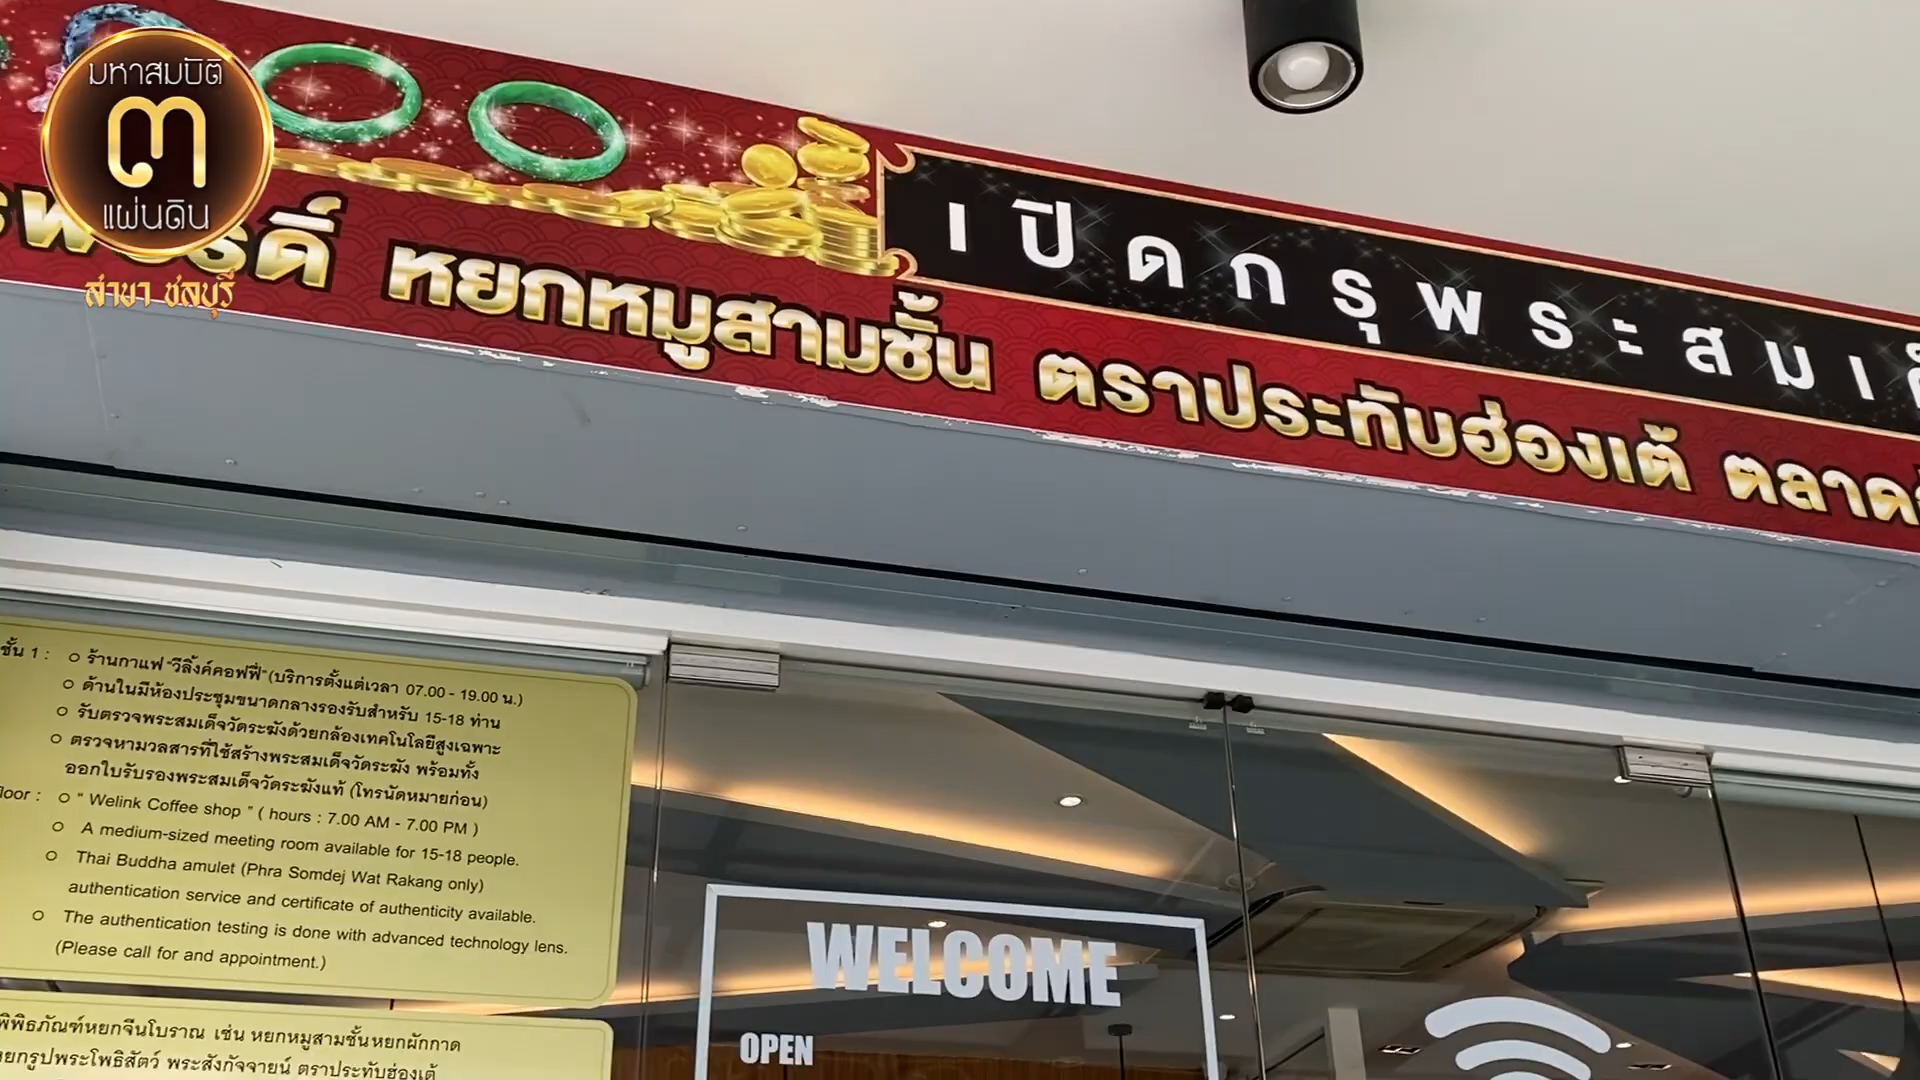 มหาสมบัติ
๓
แผ่นดิน
สาขา ชลบุรี
เปิดกรุพระสมเด็
หยกหมูสามชั้น ตราประทับฮ่องเต้ ตลาด
ชั้น 1 : ○ ร้านกาแฟ "วีลิ้งค์คอฟฟี่" (บริการตั้งแต่เวลา 07.00 - 19.00 น.)
○ ด้านในมีห้องประชุมขนาดกลางรองรับสำหรับ 15-18 ท่าน
○ รับตรวจพระสมเด็จวัดระฆังด้วยกล้องเทคโนโลยีสูงเฉพาะ
○ ตรวจหามวลสารที่ใช้สร้างพระสมเด็จวัดระฆัง พร้อมทั้ง
ออกใบรับรองพระสมเด็จวัดระฆังแท้ (โทรนัดหมายก่อน)
loor : ○ " Welink Coffee shop " ( hours : 7.00 AM - 7.00 PM )
○ A medium-sized meeting room available for 15-18 people.
○ Thai Buddha amulet (Phra Somdej Wat Rakang only)
authentication service and certificate of authenticity available.
○ The authentication testing is done with advanced technology lens.
(Please call for and appointment.)
พิพิธภัณฑ์หยกจีนโบราณ เช่น หยกหมูสามชั้น หยกผักกาด
หยกรูปพระโพธิสัตว์ พระสังกัจจายน์ ตราประทับฮ่องเต้
WELCOME
OPEN